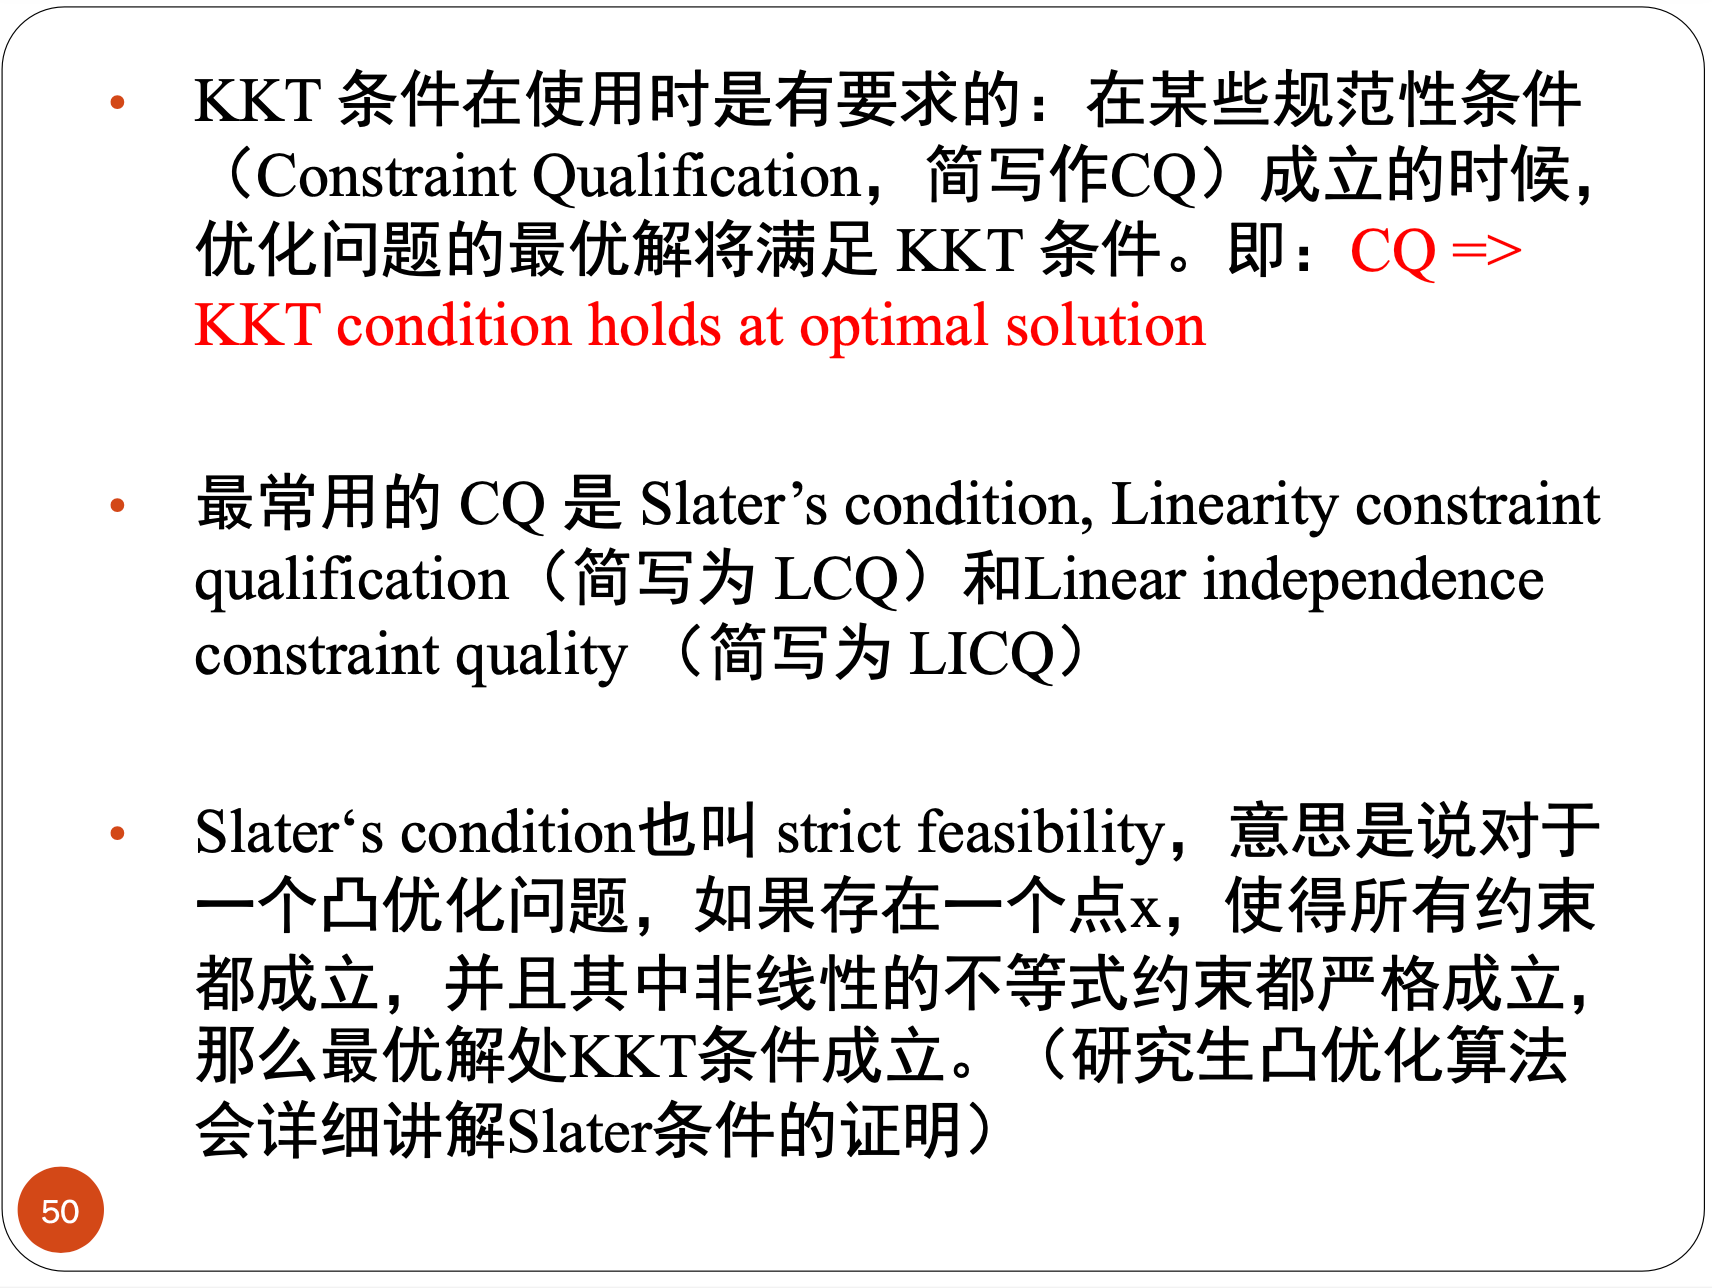 • KKT 条件在使用时是有要求的：在某些规范性条件
（Constraint Qualification，简写作CQ）成立的时候，
优化问题的最优解将满足 KKT 条件。即：CQ =>
KKT condition holds at optimal solution
• 最常用的 CQ 是 Slater’s condition, Linearity constraint
qualification（简写为 LCQ）和Linear independence
constraint quality （简写为 LICQ）
• Slater‘s condition也叫 strict feasibility，意思是说对于
一个凸优化问题，如果存在一个点x，使得所有约束
都成立，并且其中非线性的不等式约束都严格成立，
那么最优解处KKT条件成立。（研究生凸优化算法
会详细讲解Slater条件的证明）
50